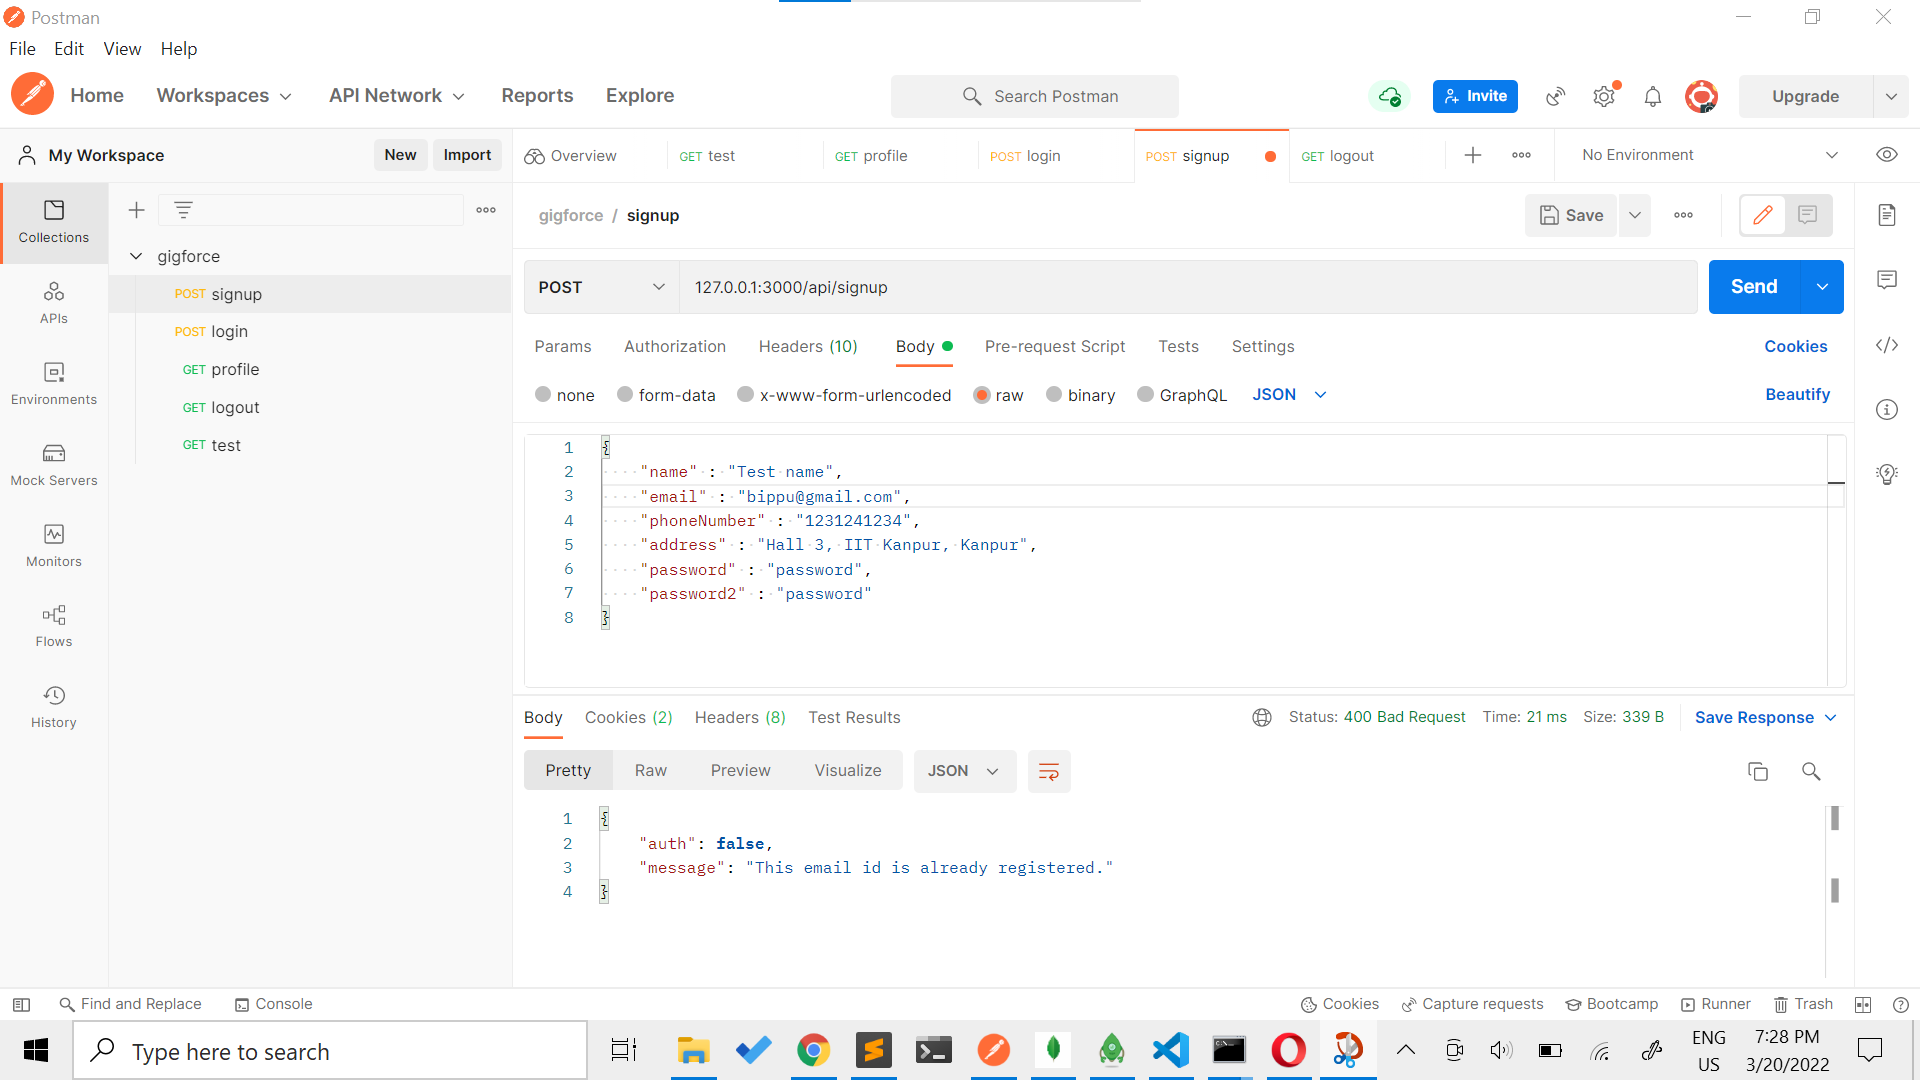 Postman
File Edit View Help
Home Workspaces API Network Reports Explore Search Postman Invite Upgrade
My Workspace New Import Overview GET test GET profile POST login POST signup GET logout No Environment
Collections
APIs
Environments
Mock Servers
Monitors
Flows
History
gigforce
POST signup
POST login
GET profile
GET logout
GET test
gigforce / signup Save
POST 127.0.0.1:3000/api/signup Send
Params Authorization Headers (10) Body Pre-request Script Tests Settings Cookies
none form-data x-www-form-urlencoded raw binary GraphQL JSON Beautify
1 {
2 "name" : "Test name",
3 "email" : "bippu@gmail.com",
4 "phoneNumber" : "1231241234",
5 "address" : "Hall 3, IIT Kanpur, Kanpur",
6 "password" : "password",
7 "password2" : "password"
8 }
Body Cookies (2) Headers (8) Test Results Status: 400 Bad Request Time: 21 ms Size: 339 B Save Response
Pretty Raw Preview Visualize JSON
1 {
2 "auth": false,
3 "message": "This email id is already registered."
4 }
Find and Replace Console Cookies Capture requests Bootcamp Runner Trash
Type here to search ENG 7:28 PM
US 3/20/2022